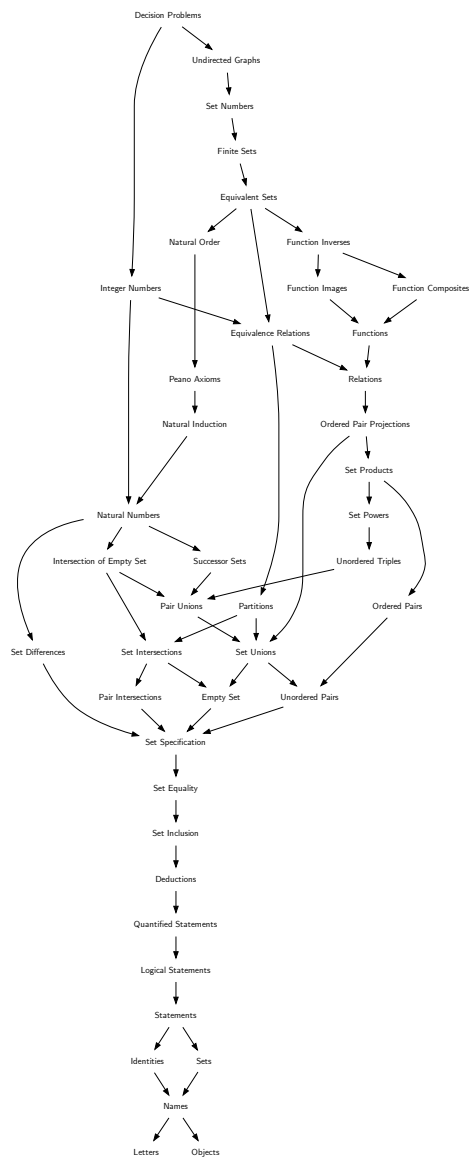 Decision Problems
Undirected Graphs
Set Numbers
Finite Sets
Equivalent Sets
Natural Order
Function Inverses
Integer Numbers
Function Images
Function Composites
Equivalence Relations
Functions
Peano Axioms
Relations
Natural Induction
Ordered Pair Projections
Set Products
Natural Numbers
Set Powers
Intersection of Empty Set
Successor Sets
Unordered Triples
Pair Unions
Partitions
Ordered Pairs
Set Differences
Set Intersections
Set Unions
Pair Intersections
Empty Set
Unordered Pairs
Set Specification
Set Equality
Set Inclusion
Deductions
Quantified Statements
Logical Statements
Statements
Identities
Sets
Names
Letters
Objects